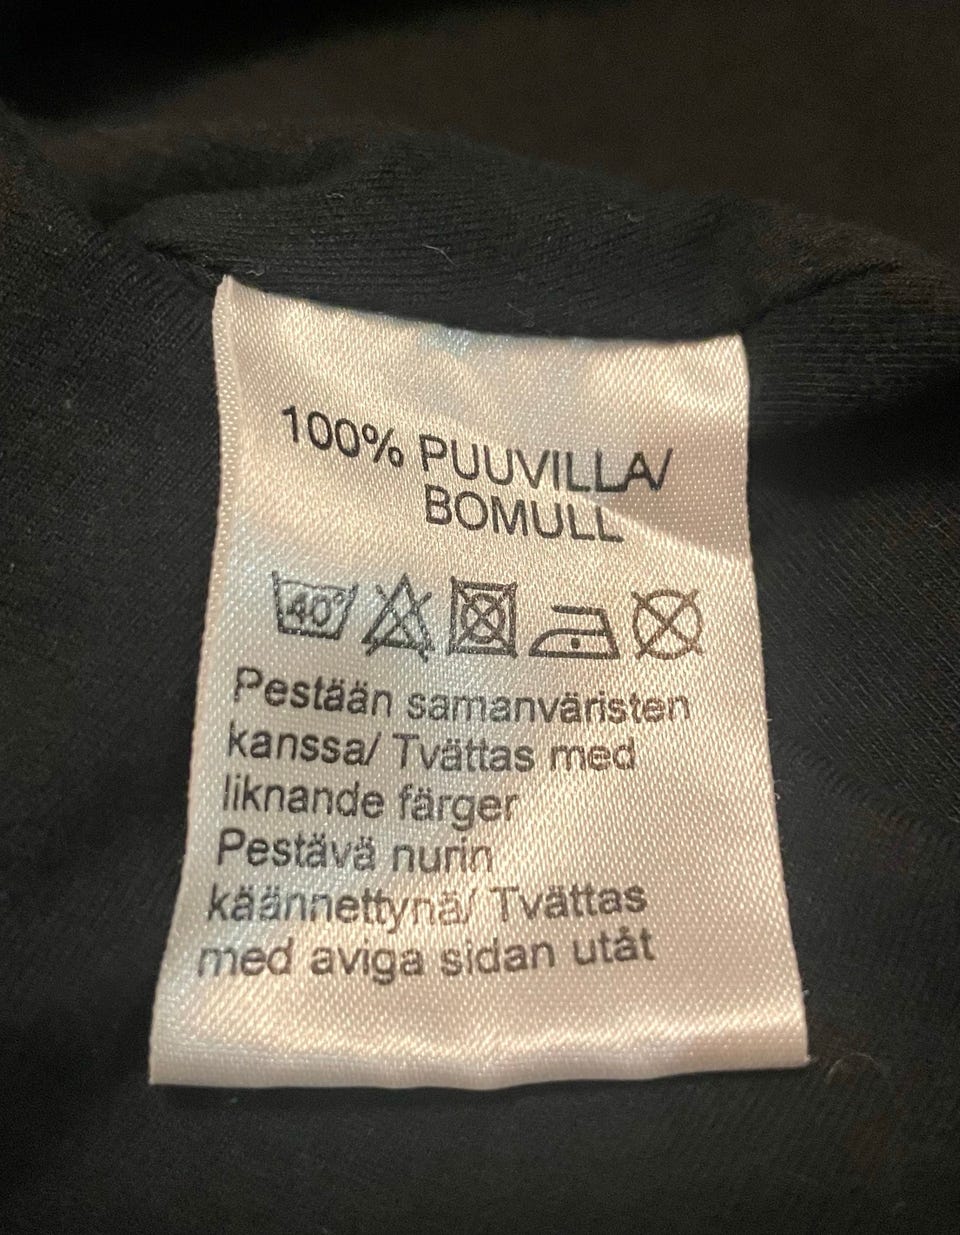 100% PUUVILLA/
BOMULL
40°
Pestään samanväristen
kanssa/ Tvättas med
liknande färger
Pestävä nurin
käännettynä/ Tvättas
med aviga sidan utåt